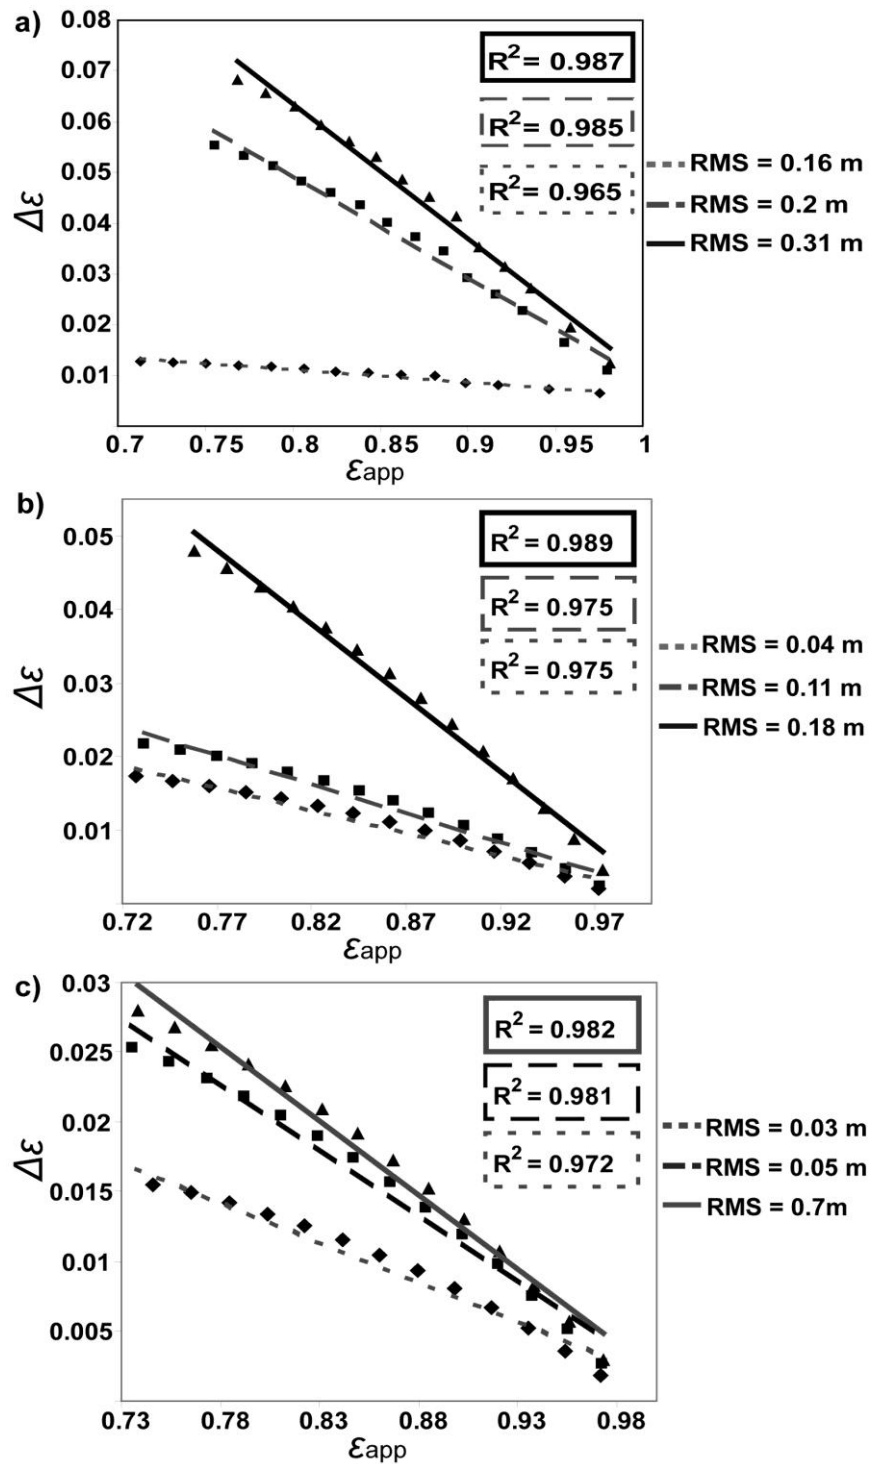 a)
0.08
0.07
0.06
0.05
0.04
0.03
0.02
0.01
Δε
R² = 0.987
R² = 0.985
R² = 0.965
RMS = 0.16 m
RMS = 0.2 m
RMS = 0.31 m
0.7 0.75 0.8 0.85 0.9 0.95 1
εapp
b)
0.05
0.04
0.03
0.02
0.01
Δε
R² = 0.989
R² = 0.975
R² = 0.975
RMS = 0.04 m
RMS = 0.11 m
RMS = 0.18 m
0.72 0.77 0.82 0.87 0.92 0.97
εapp
c)
0.03
0.025
0.02
0.015
0.01
0.005
Δε
R² = 0.982
R² = 0.981
R² = 0.972
RMS = 0.03 m
RMS = 0.05 m
RMS = 0.7m
0.73 0.78 0.83 0.88 0.93 0.98
εapp